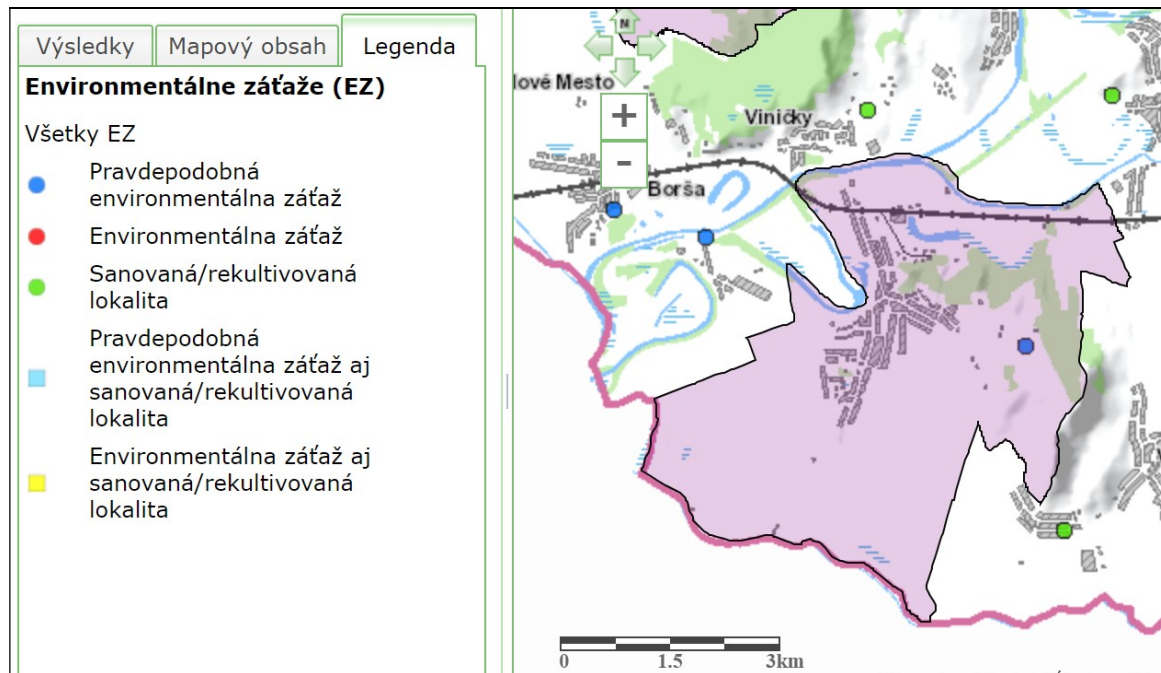 Výsledky
Mapový obsah
Legenda
Environmentálne záťaže (EZ)
Všetky EZ
Pravdepodobná
environmentálna záťaž
Environmentálna záťaž
Sanovaná/rekultivovaná
lokalita
Pravdepodobná
environmentálna záťaž aj
sanovaná/rekultivovaná
lokalita
Environmentálna záťaž aj
sanovaná/rekultivovaná
lokalita
N
lové Mesto
+
-
Viničky
Borša
0 1.5 3km